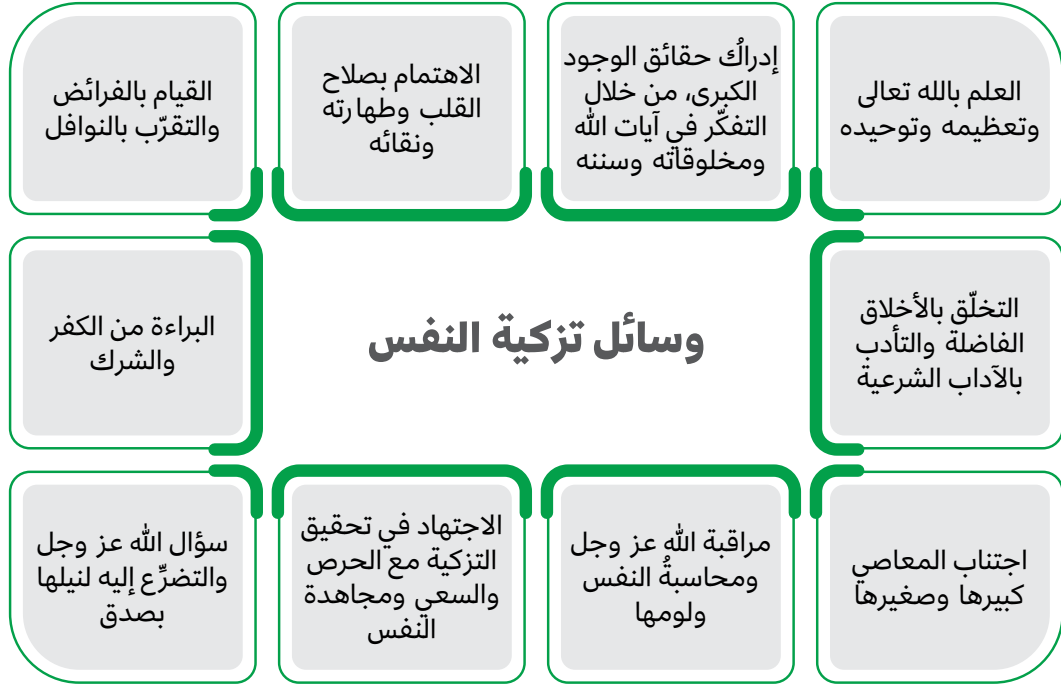 العلم بالله تعالى
وتعظيمه وتوحيده
إدراكُ حقائق الوجود
الكبرى، من خلال
التفكّر في آيات الله
ومخلوقاته وسننه
الاهتمام بصلاح
القلب وطهارته
ونقائه
القيام بالفرائض
والتقرّب بالنوافل
التخلّق بالأخلاق
الفاضلة والتأدب
بالآداب الشرعية
وسائل تزكية النفس
البراءة من الكفر
والشرك
اجتناب المعاصي
كبيرها وصغيرها
مراقبة الله عز وجل
ومحاسبةُ النفس
ولومها
الاجتهاد في تحقيق
التزكية مع الحرص
والسعي ومجاهدة
النفس
سؤال الله عز وجل
والتضرِّع إليه لنيلها
بصدق